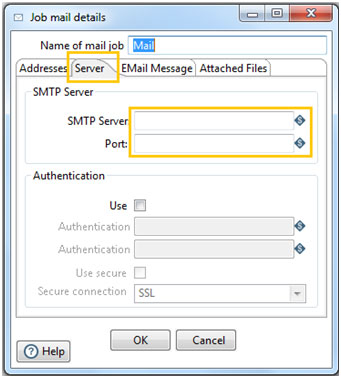 Job mail details
Name of mail job Mail
Addresses Server EMail Message Attached Files
SMTP Server
SMTP Server
Port:
Authentication
Use
Authentication
Authentication
Use secure
Secure connection SSL
OK Cancel
Help